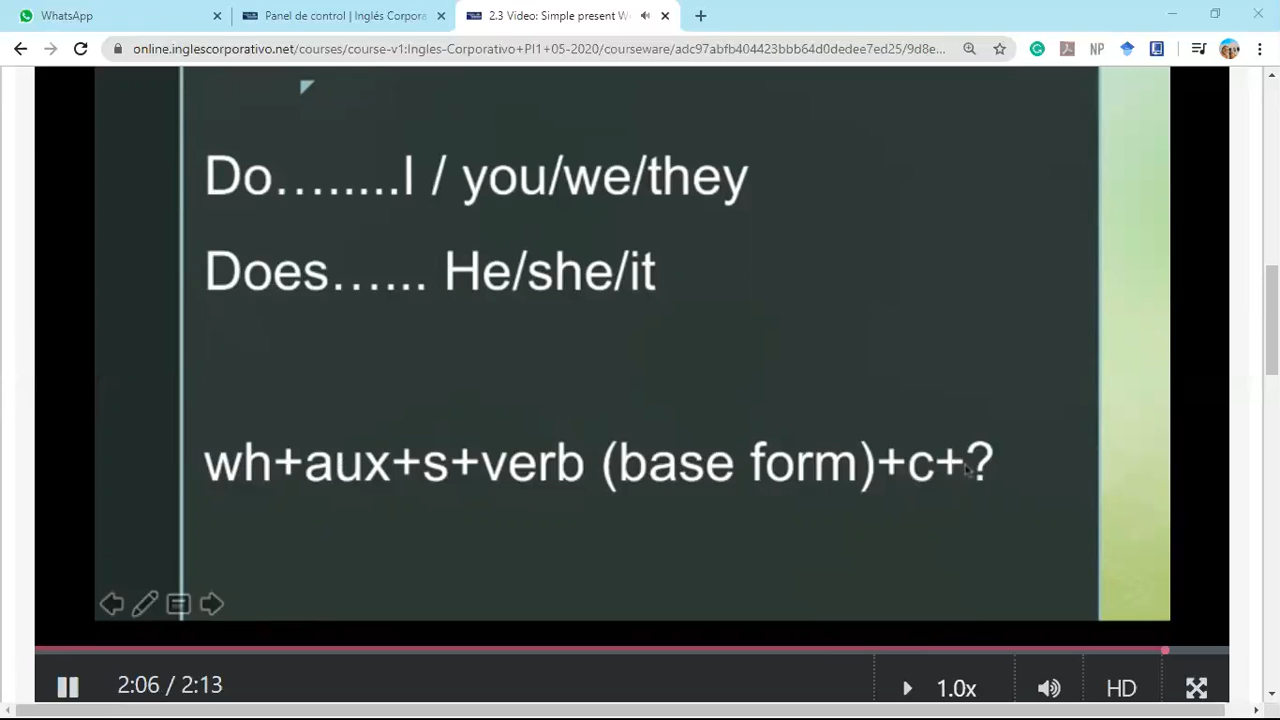 WhatsApp
Panel de control | Inglés Corpora
2.3 Video: Simple present W
online.inglescorporativo.net/courses/course-v1:Ingles-Corporativo+PI1+05-2020/courseware/adc97ab1b404423bbb64d0dedee7ed25/9d8e...
NP
Do….....I / you/we/they
Does…... He/she/it
wh+aux+s+verb (base form)+c+?
2:06 / 2:13
1.0x
HD